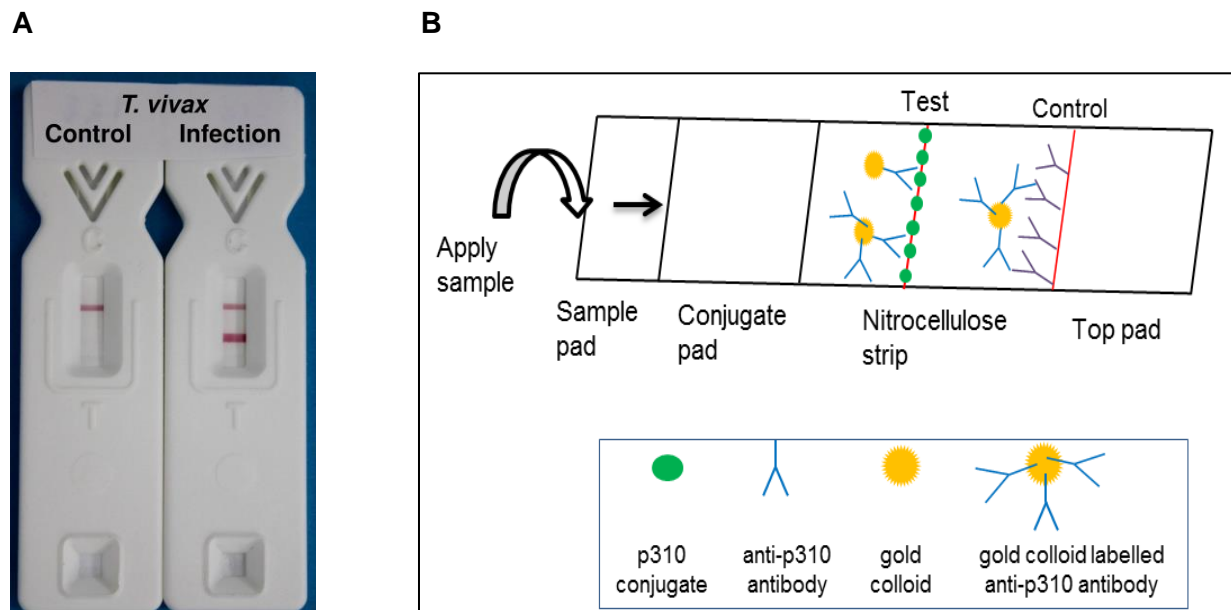 A
B
T. vivax
Control Infection
C
C
T
T
Test
Control
Apply
sample
Sample
pad
Conjugate
pad
Nitrocellulose
strip
Top pad
p310
conjugate
anti-p310
antibody
gold
colloid
gold colloid labelled
anti-p310 antibody